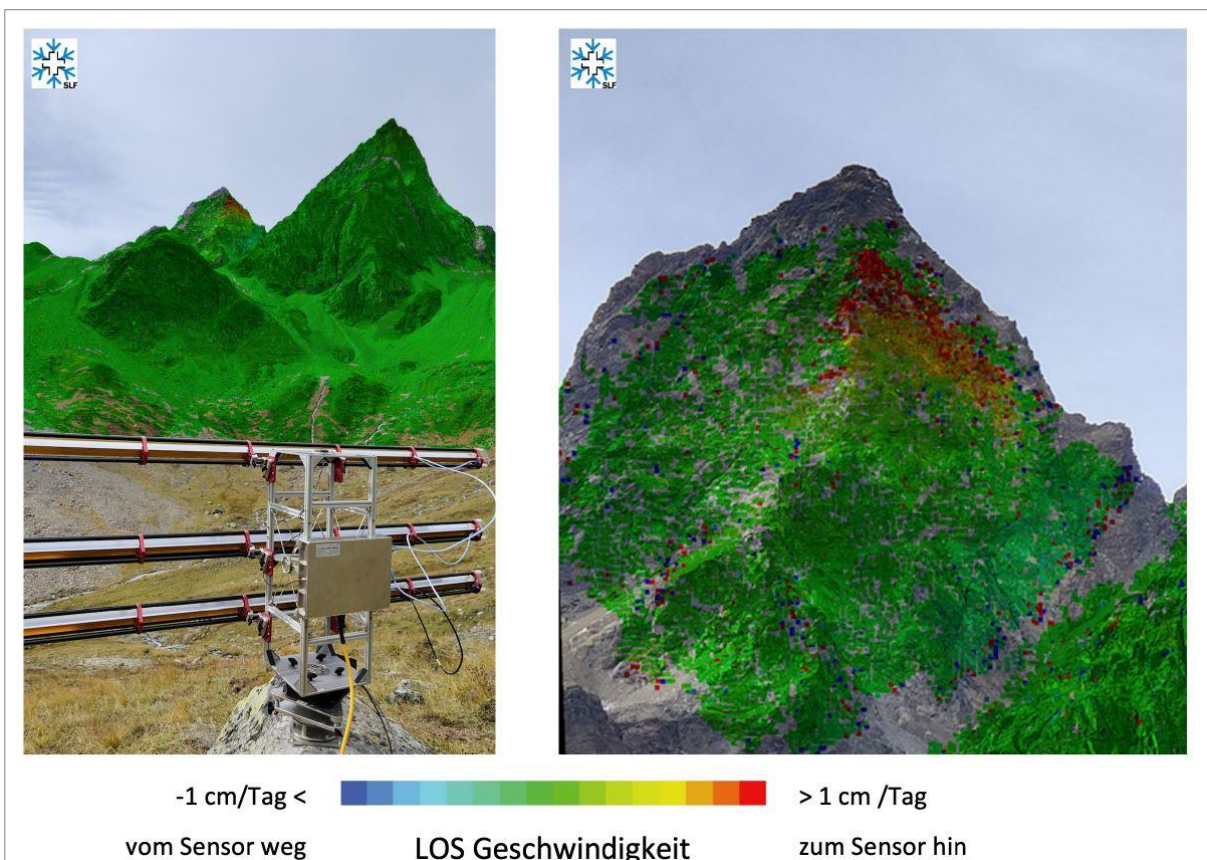 SLF
SLF
-1 cm/Tag <
> 1 cm /Tag
vom Sensor weg
LOS Geschwindigkeit
zum Sensor hin